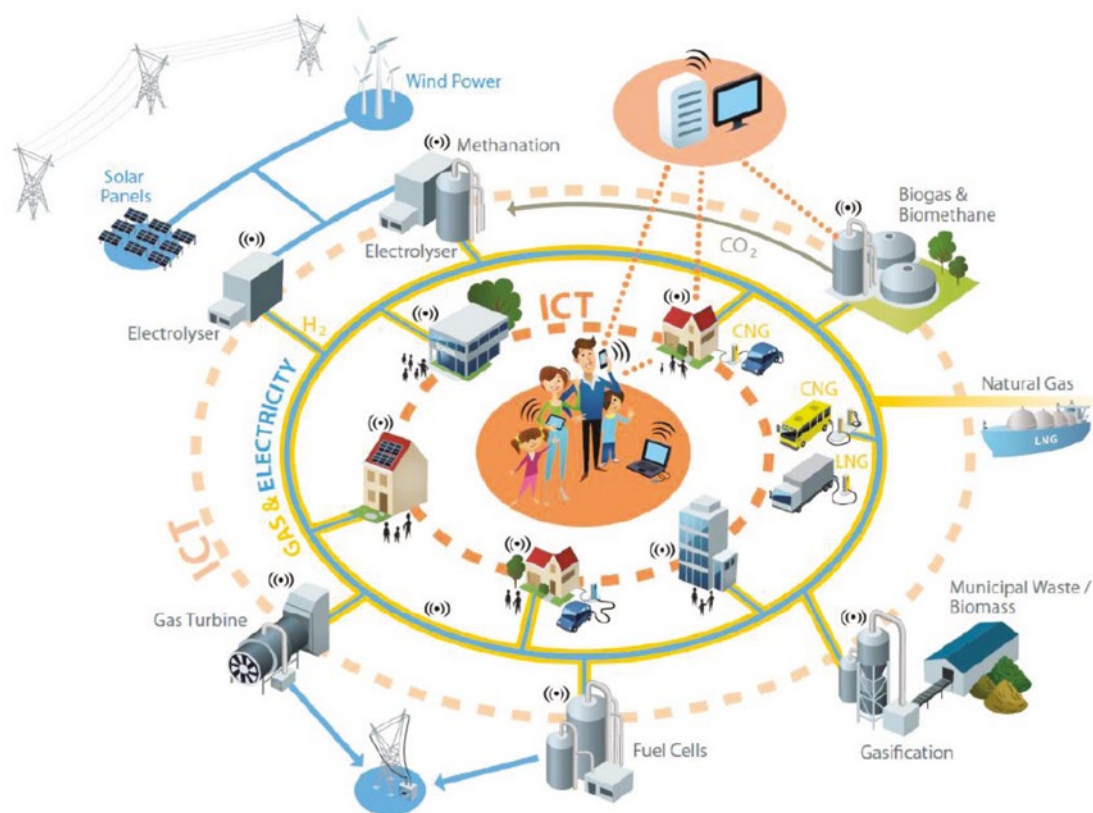 Wind Power
Methanation
Solar
Panels
Biogas &
Biomethane
Electrolyser
CO2
Electrolyser
H2
ICT
CNG
GAS & ELECTRICITY
CNG
Natural Gas
LNG
LNG
ICT
Gas Turbine
Municipal Waste /
Biomass
Fuel Cells
Gasification